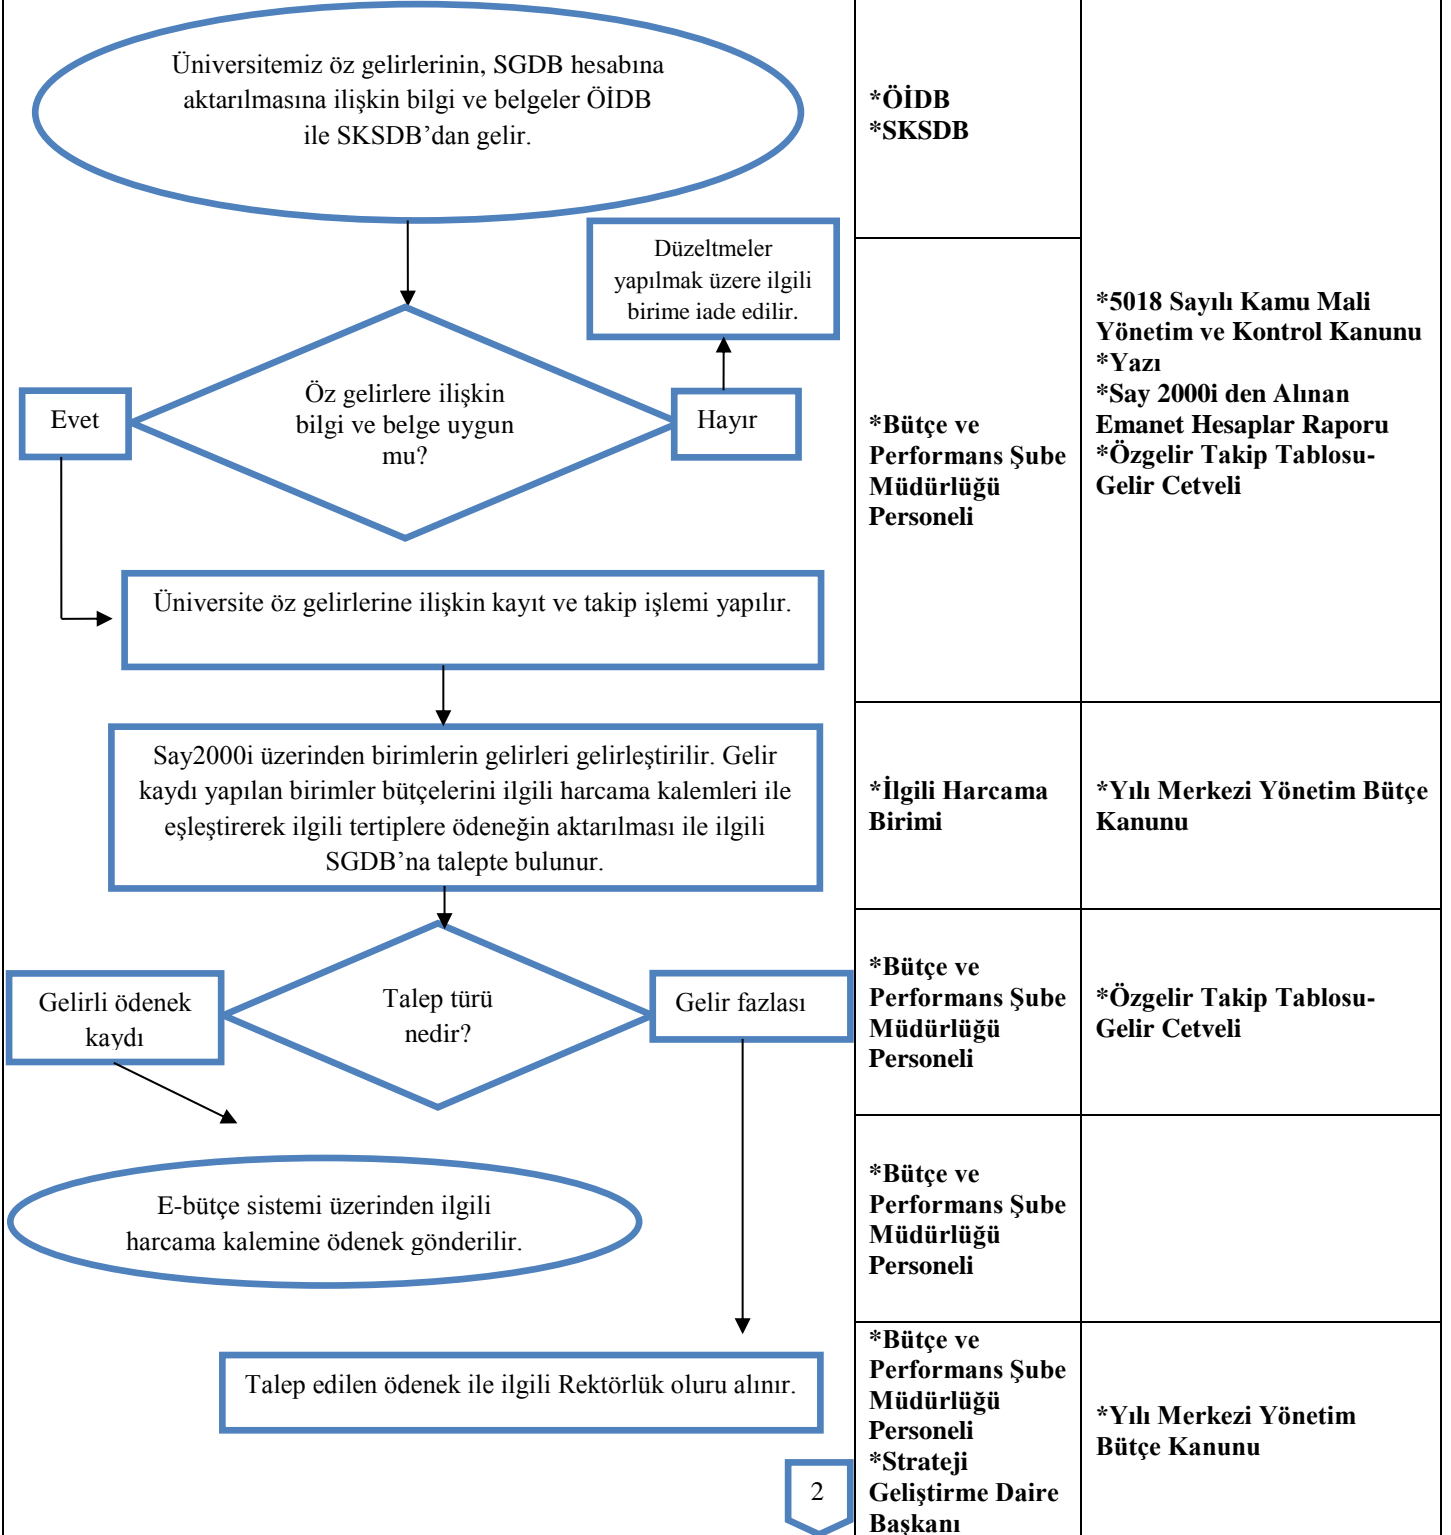 Üniversitemiz öz gelirlerinin, SGDB hesabına
aktarılmasına ilişkin bilgi ve belgeler ÖİDB
ile SKSDB’dan gelir.
*ÖİDB
*SKSDB
Düzeltmeler
yapılmak üzere ilgili
birime iade edilir.
Öz gelirlere ilişkin
bilgi ve belge uygun
mu?
Evet
Hayır
*Bütçe ve
Performans Şube
Müdürlüğü
Personeli
*5018 Sayılı Kamu Mali
Yönetim ve Kontrol Kanunu
*Yazı
*Say 2000i den Alınan
Emanet Hesaplar Raporu
*Özgelir Takip Tablosu-
Gelir Cetveli
Üniversite öz gelirlerine ilişkin kayıt ve takip işlemi yapılır.
Say2000i üzerinden birimlerin gelirleri gelirleştirilir. Gelir
kaydı yapılan birimler bütçelerini ilgili harcama kalemleri ile
eşleştirerek ilgili tertiplere ödeneğin aktarılması ile ilgili
SGDB’na talepte bulunur.
*İlgili Harcama
Birimi
*Yılı Merkezi Yönetim Bütçe
Kanunu
Gelirli ödenek
kaydı
Talep türü
nedir?
Gelir fazlası
*Bütçe ve
Performans Şube
Müdürlüğü
Personeli
*Özgelir Takip Tablosu-
Gelir Cetveli
E-bütçe sistemi üzerinden ilgili
harcama kalemine ödenek gönderilir.
*Bütçe ve
Performans Şube
Müdürlüğü
Personeli
Talep edilen ödenek ile ilgili Rektörlük oluru alınır.
*Bütçe ve
Performans Şube
Müdürlüğü
Personeli
*Strateji
Geliştirme Daire
Başkanı
*Yılı Merkezi Yönetim
Bütçe Kanunu
2